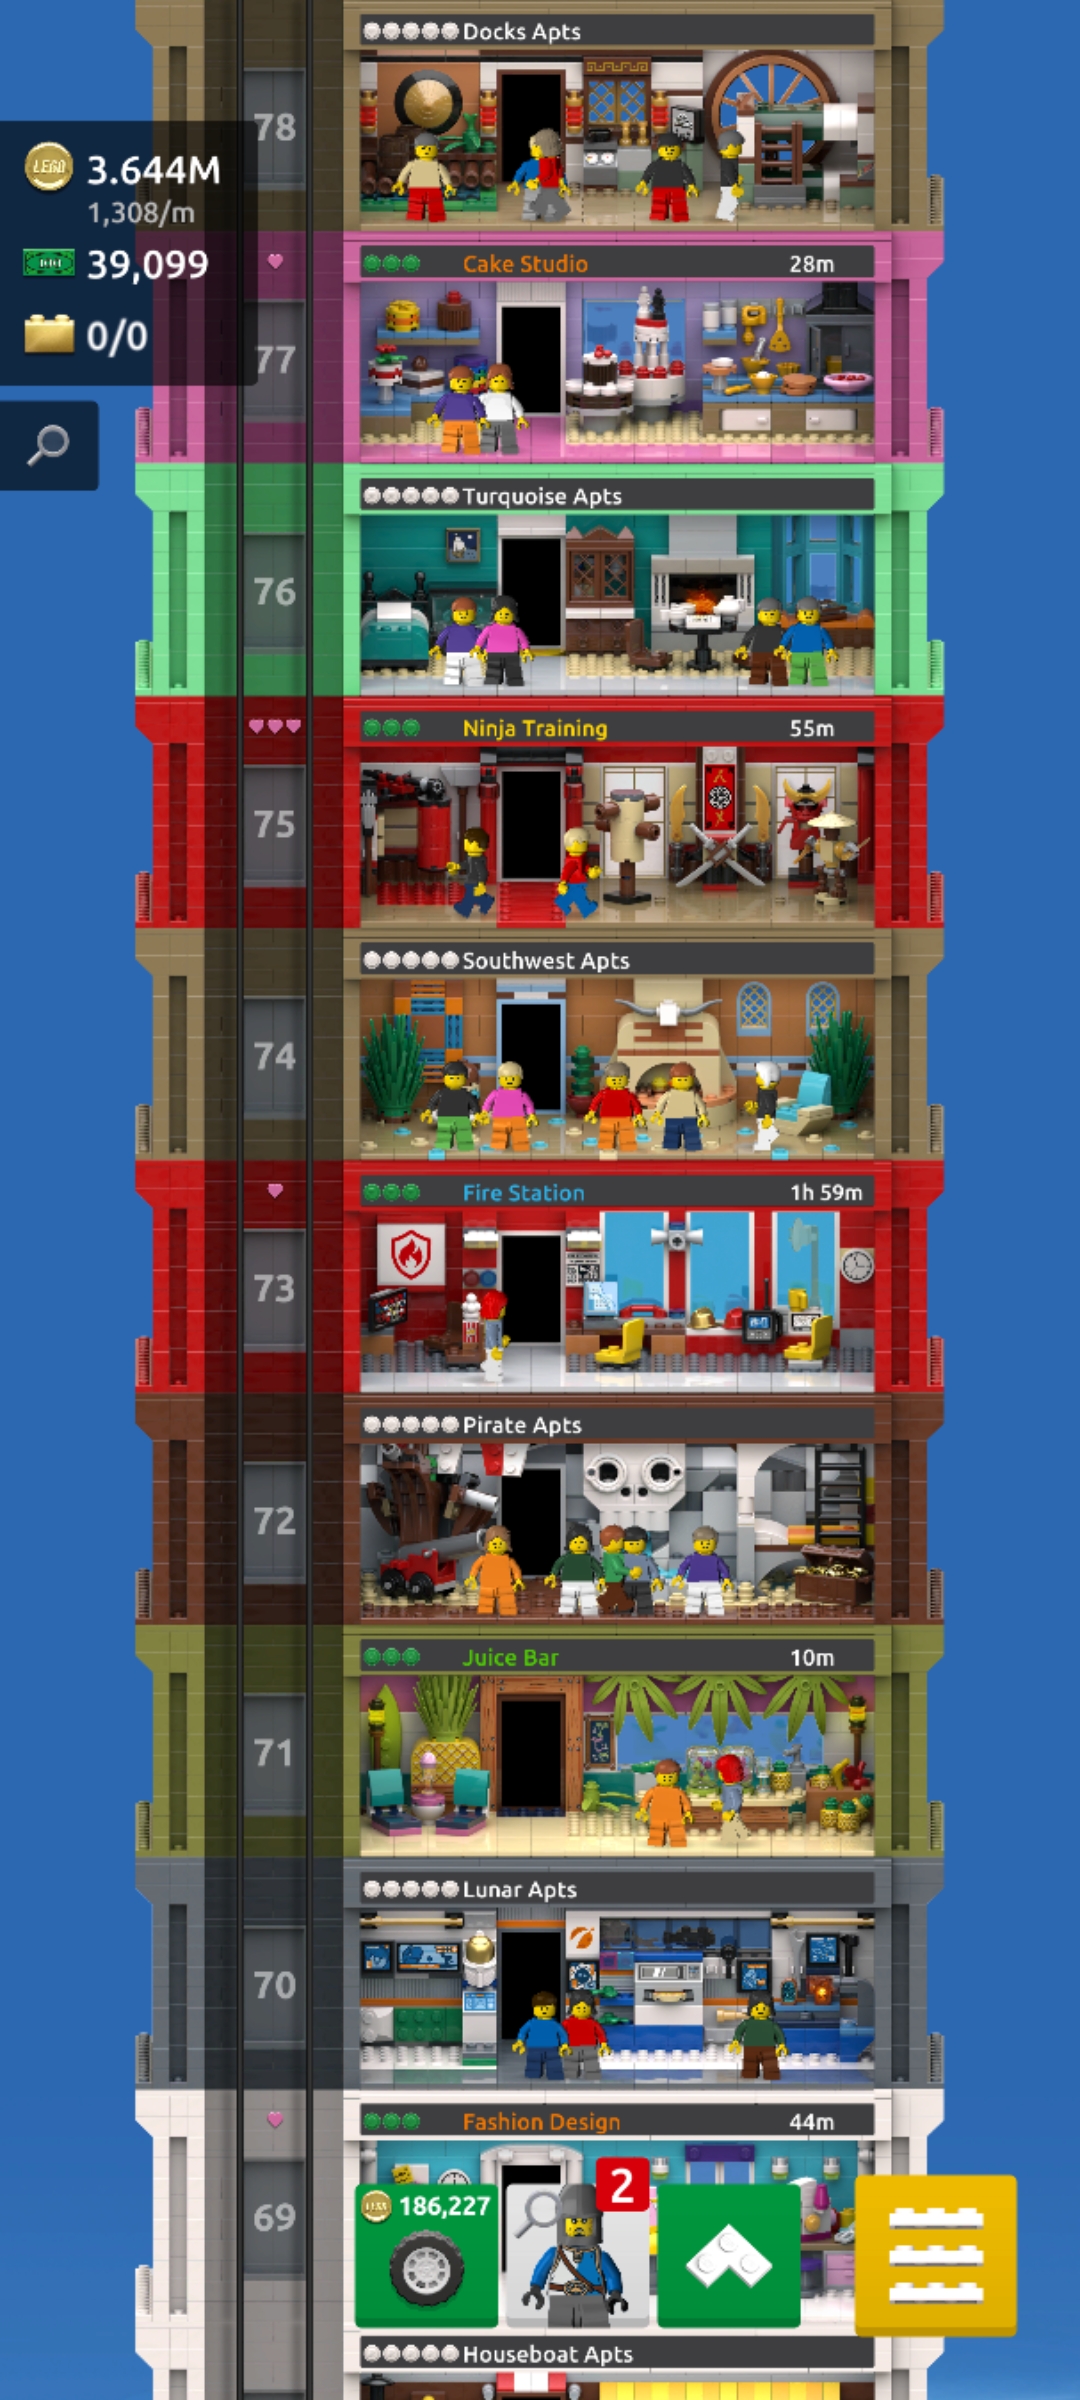 Docks Apts
78
LEGO 3.644M
1,308/m
39,099
0/0
Cake Studio 28m
77
Turquoise Apts
76
Ninja Training 55m
75
Southwest Apts
74
Fire Station 1h 59m
73
Pirate Apts
72
Juice Bar 10m
71
Lunar Apts
70
Fashion Design 44m
69
186,227
2
Houseboat Apts